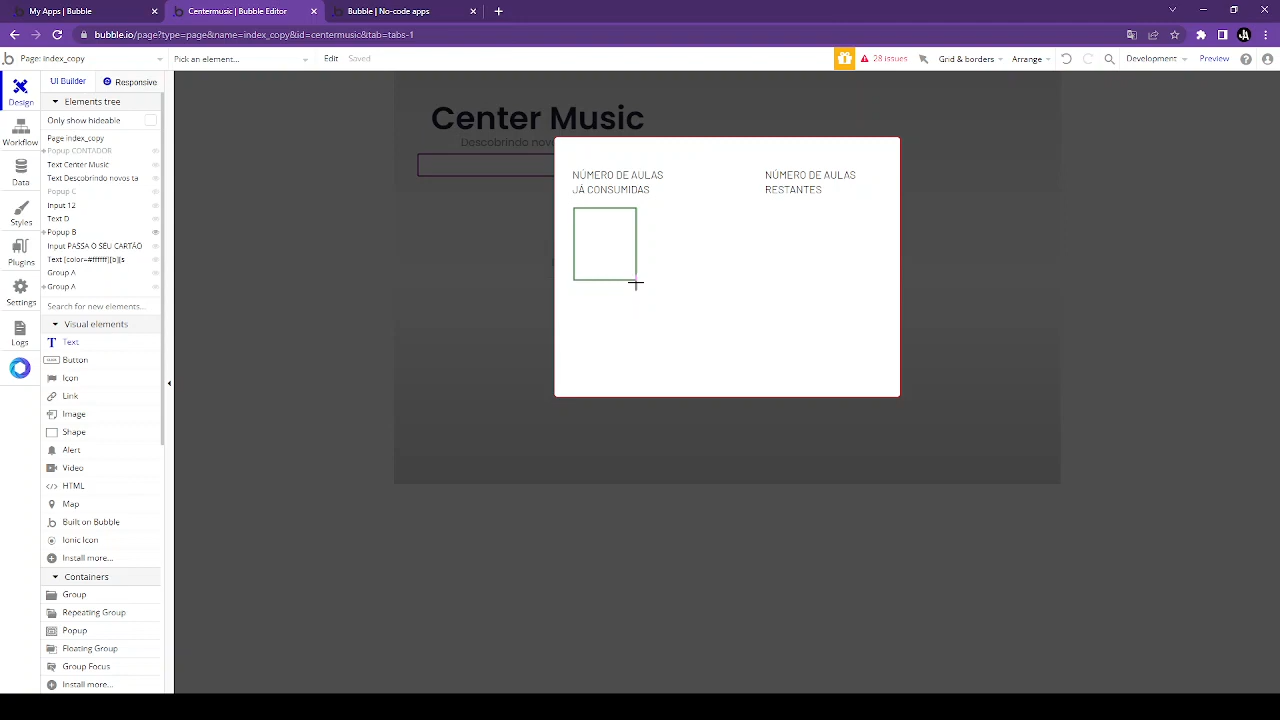 My Apps | Bubble
Centermusic | Bubble Editor
Bubble | No-code apps
bubble.io/page?type=page&name=index_copy&id=centermusic&tab=tabs-1
Page: index_copy
Pick an element...
Edit
Saved
28 issues
Grid & borders
Arrange
Development
Preview
Design
Workflow
Data
Styles
Plugins
Settings
Logs
UI Builder
Responsive
Elements tree
Only show hideable
Page index_copy
Popup CONTADOR
Text Center Music
Text Descobrindo novos ta
Popup C
Input 12
Text D
Popup B
Input PASSA O SEU CARTÃO
Text [color=#ffffff][b][s
Group A
Group A
Search for new elements...
Visual elements
Text
Button
Icon
Link
Image
Shape
Alert
Video
HTML
Map
Built on Bubble
Ionic Icon
Install more...
Containers
Group
Repeating Group
Popup
Floating Group
Group Focus
Install more...
Center Music
Descobrindo nov
NÚMERO DE AULAS
JÁ CONSUMIDAS
NÚMERO DE AULAS
RESTANTES